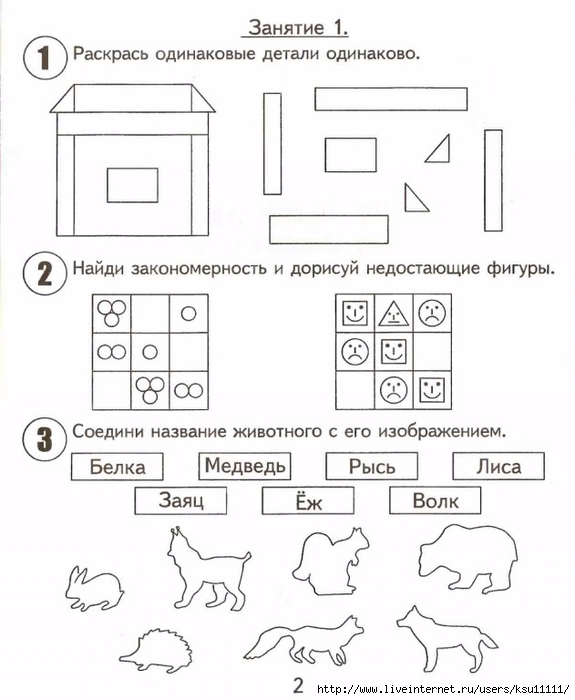 Занятие 1.
1 Раскрась одинаковые детали одинаково.
2 Найди закономерность и дорисуй недостающие фигуры.
3 Соедини название животного с его изображением.
Белка Медведь Рысь Лиса
Заяц Ёж Волк
2
http://www.liveinternet.ru/users/ksu11111/